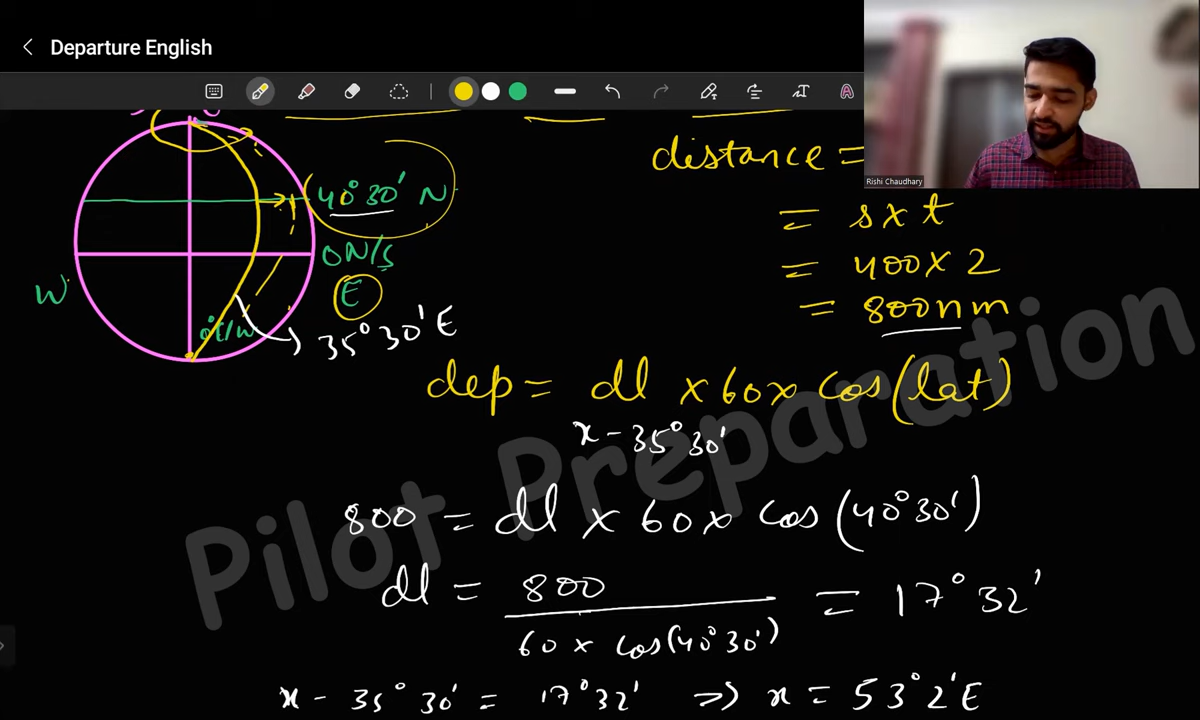 Departure English
distance =
40°30' N
= s x t
0 N/S
= 400 x 2
W
E
= 800nm
0°E/W
35°30'E
dep = dl x 60 x cos(lat)
x - 35°30'
800 = dl x 60 x cos(40°30')
dl = 800 / 60 x cos(40°30') = 17°32'
x - 35°30' = 17°32' => x = 53°2'E
Rishi Chaudhary
Pilot Preparation